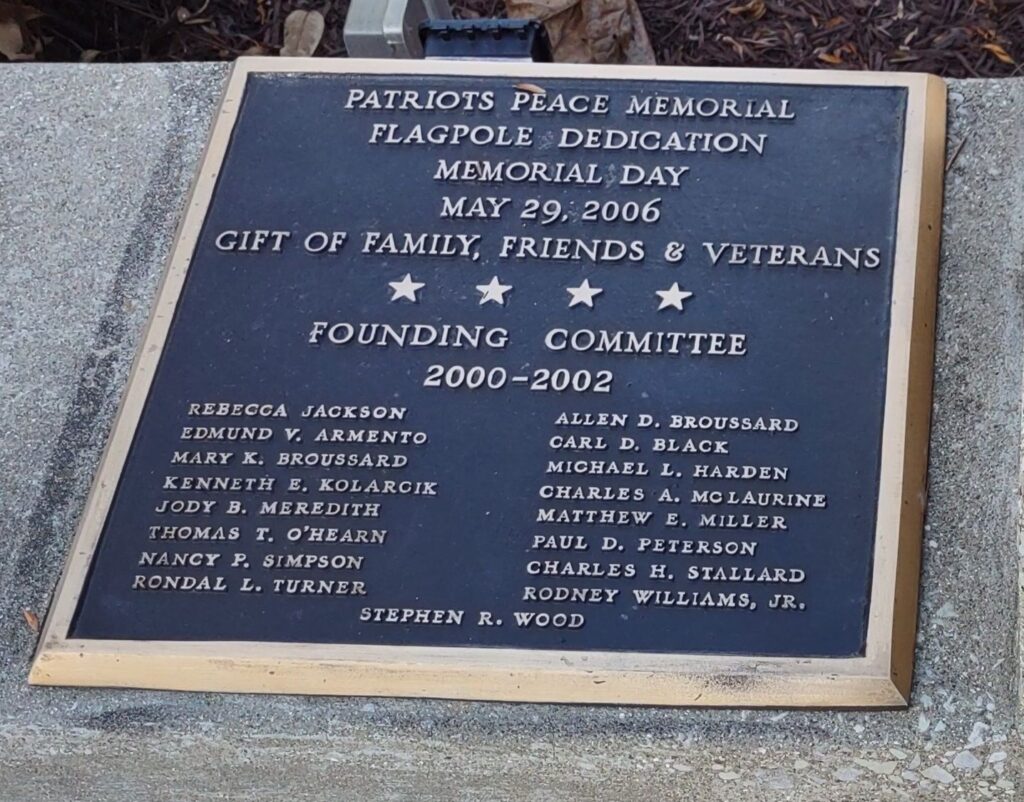 PATRIOTS PEACE MEMORIAL
FLAGPOLE DEDICATION
MEMORIAL DAY
MAY 29, 2006
GIFT OF FAMILY, FRIENDS & VETERANS
FOUNDING COMMITTEE
2000-2002
REBECCA JACKSON
EDMUND V. ARMENTO
MARY K. BROUSSARD
KENNETH E. KOLARCIK
JODY B. MEREDITH
THOMAS T. O'HEARN
NANCY P. SIMPSON
RONDAL L. TURNER
ALLEN D. BROUSSARD
CARL D. BLACK
MICHAEL L. HARDEN
CHARLES A. MCLAURINE
MATTHEW E. MILLER
PAUL D. PETERSON
CHARLES H. STALLARD
RODNEY WILLIAMS, JR.
STEPHEN R. WOOD